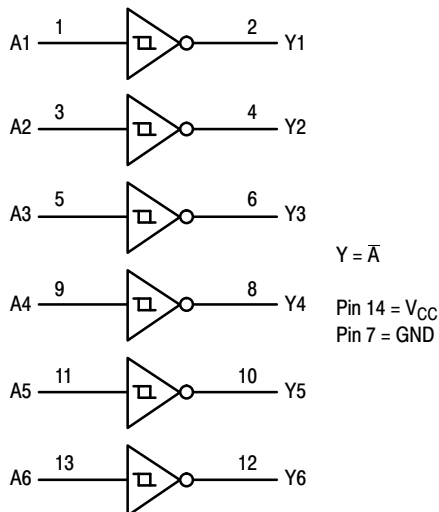 A1 1 2 Y1
A2 3 4 Y2
A3 5 6 Y3
Y = A̅
A4 9 8 Y4
Pin 14 = VCC
Pin 7 = GND
A5 11 10 Y5
A6 13 12 Y6